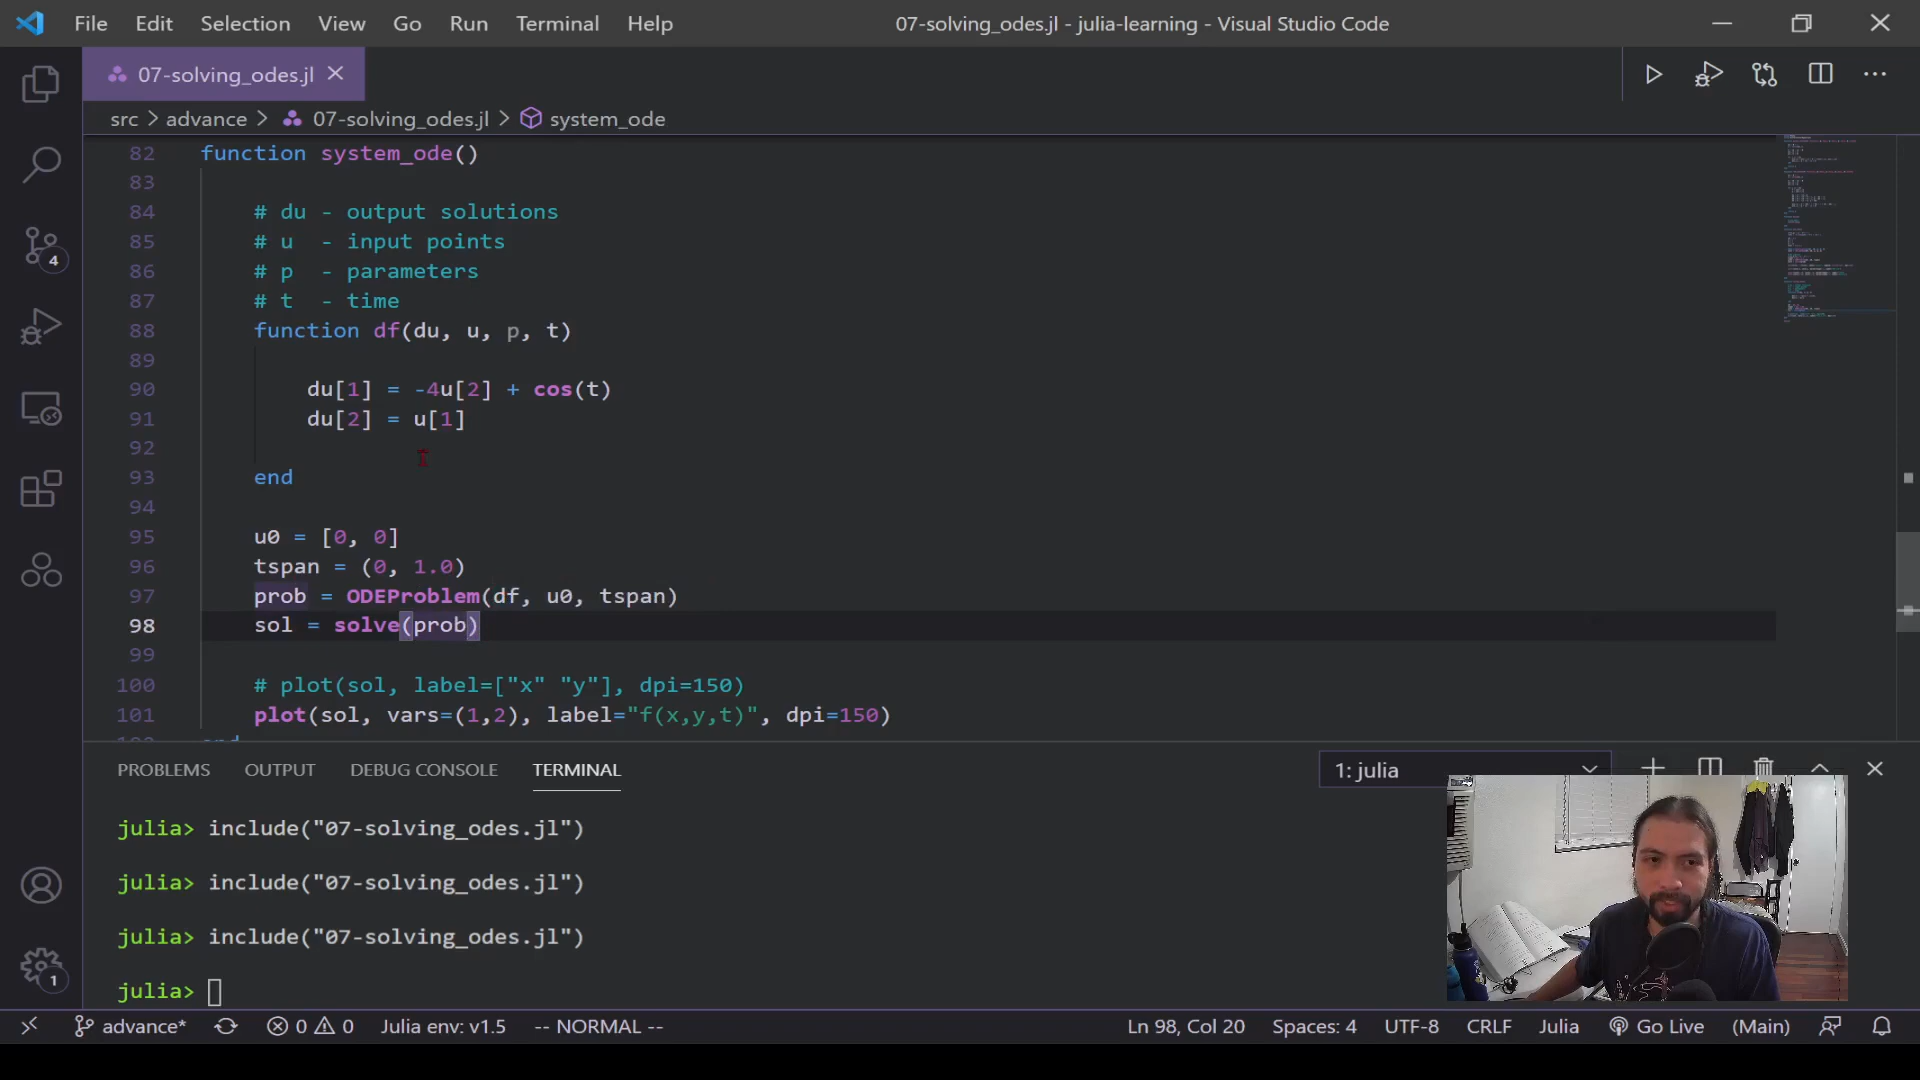 File Edit Selection View Go Run Terminal Help 07-solving_odes.jl - julia-learning - Visual Studio Code
07-solving_odes.jl
src > advance > 07-solving_odes.jl > system_ode
82 function system_ode()
83
84 # du - output solutions
85 # u - input points
86 # p - parameters
87 # t - time
88 function df(du, u, p, t)
89
90 du[1] = -4u[2] + cos(t)
91 du[2] = u[1]
92
93 end
94
95 u0 = [0, 0]
96 tspan = (0, 1.0)
97 prob = ODEProblem(df, u0, tspan)
98 sol = solve(prob)
99
100 # plot(sol, label=["x" "y"], dpi=150)
101 plot(sol, vars=(1,2), label="f(x,y,t)", dpi=150)
4
1
PROBLEMS OUTPUT DEBUG CONSOLE TERMINAL 1: julia
julia> include("07-solving_odes.jl")
julia> include("07-solving_odes.jl")
julia> include("07-solving_odes.jl")
julia>
advance* 0 0 Julia env: v1.5 -- NORMAL -- Ln 98, Col 20 Spaces: 4 UTF-8 CRLF Julia Go Live (Main)